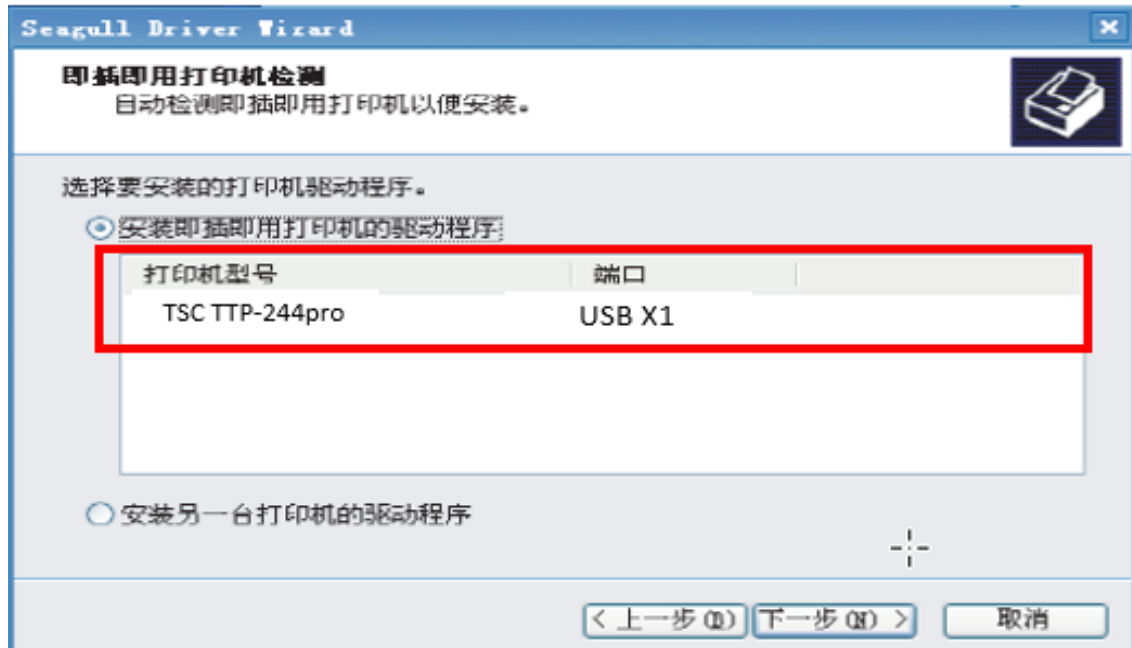 Seagull Driver Wizard
即插即用打印机检测
自动检测即插即用打印机以便安装。
选择要安装的打印机驱动程序。
安装即插即用打印机的驱动程序
打印机型号 端口
TSC TTP-244pro USB X1
安装另一台打印机的驱动程序
< 上一步(B) 下一步(N) > 取消